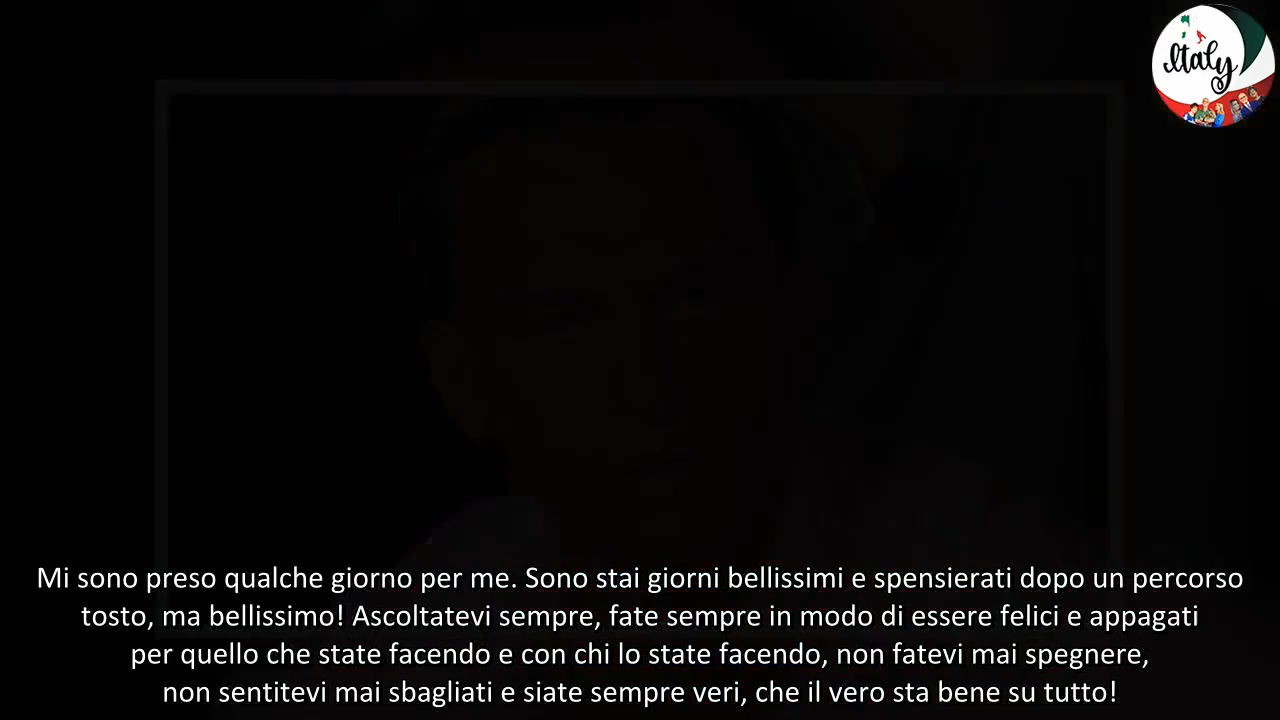 Italy
Mi sono preso qualche giorno per me. Sono stai giorni bellissimi e spensierati dopo un percorso
tosto, ma bellissimo! Ascoltatevi sempre, fate sempre in modo di essere felici e appagati
per quello che state facendo e con chi lo state facendo, non fatevi mai spegnere,
non sentitevi mai sbagliati e siate sempre veri, che il vero sta bene su tutto!